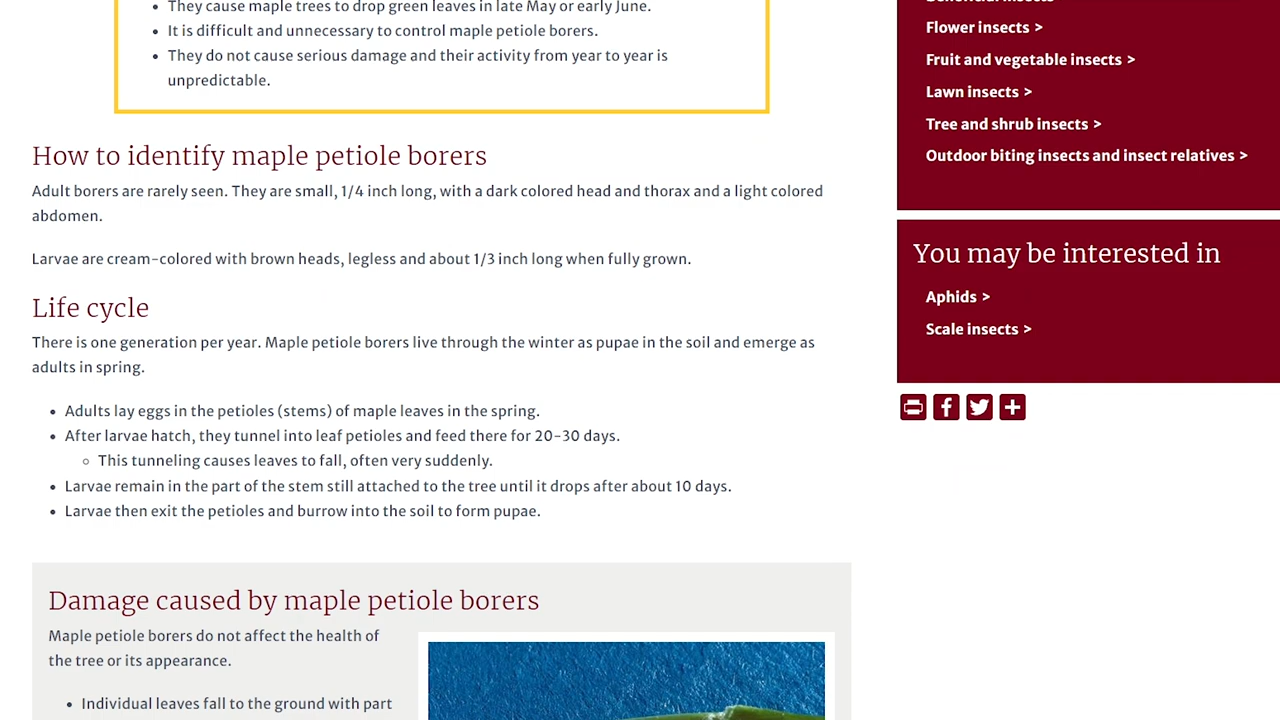 They cause maple trees to drop green leaves in late May or early June.
It is difficult and unnecessary to control maple petiole borers.
They do not cause serious damage and their activity from year to year is
unpredictable.
How to identify maple petiole borers
Adult borers are rarely seen. They are small, 1/4 inch long, with a dark colored head and thorax and a light colored
abdomen.
Larvae are cream-colored with brown heads, legless and about 1/3 inch long when fully grown.
Life cycle
There is one generation per year. Maple petiole borers live through the winter as pupae in the soil and emerge as
adults in spring.
Adults lay eggs in the petioles (stems) of maple leaves in the spring.
After larvae hatch, they tunnel into leaf petioles and feed there for 20-30 days.
This tunneling causes leaves to fall, often very suddenly.
Larvae remain in the part of the stem still attached to the tree until it drops after about 10 days.
Larvae then exit the petioles and burrow into the soil to form pupae.
Damage caused by maple petiole borers
Maple petiole borers do not affect the health of
the tree or its appearance.
Individual leaves fall to the ground with part
Flower insects >
Fruit and vegetable insects >
Lawn insects >
Tree and shrub insects >
Outdoor biting insects and insect relatives >
You may be interested in
Aphids >
Scale insects >